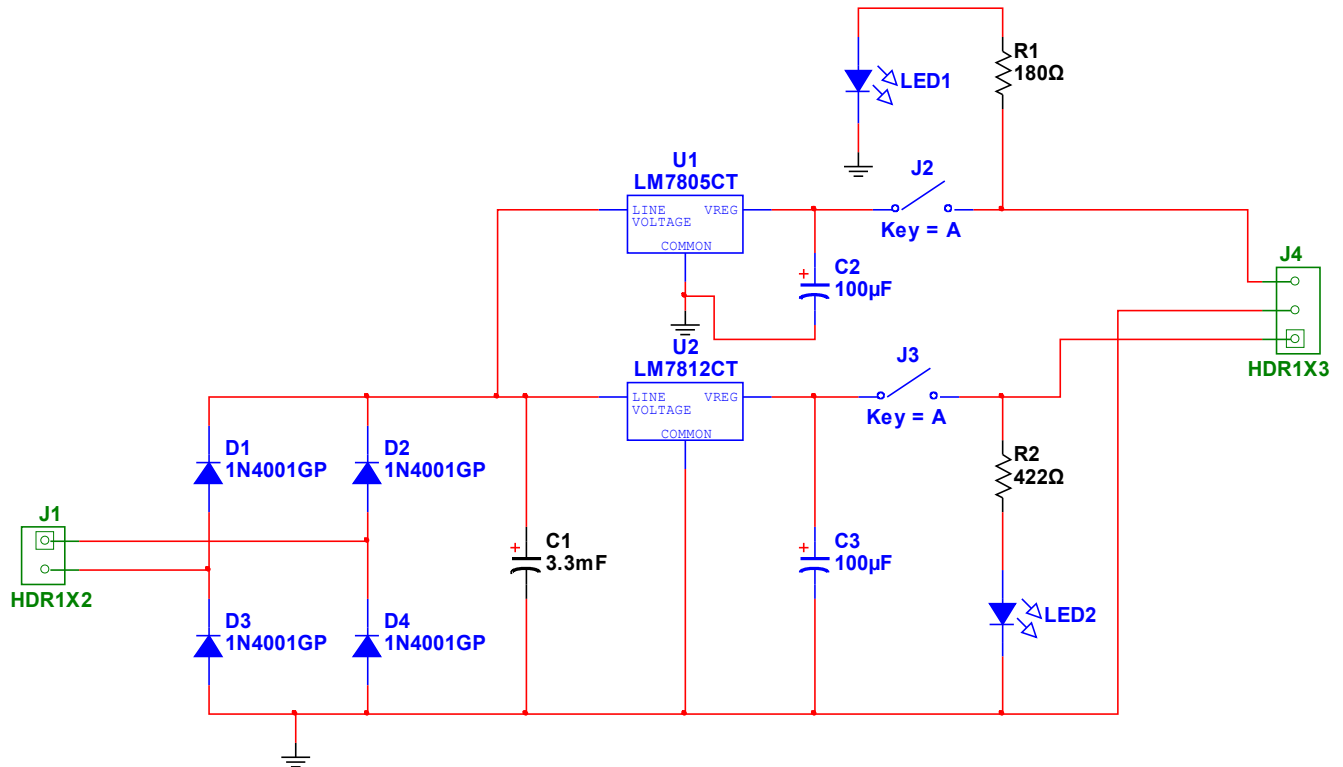 R1
180Ω
LED1
U1
LM7805CT
LINE VREG
VOLTAGE
COMMON
J2
Key = A
+
C2
100µF
J4
HDR1X3
U2
LM7812CT
LINE VREG
VOLTAGE
COMMON
J3
Key = A
D1
1N4001GP
D2
1N4001GP
R2
422Ω
J1
HDR1X2
+
C1
3.3mF
+
C3
100µF
D3
1N4001GP
D4
1N4001GP
LED2